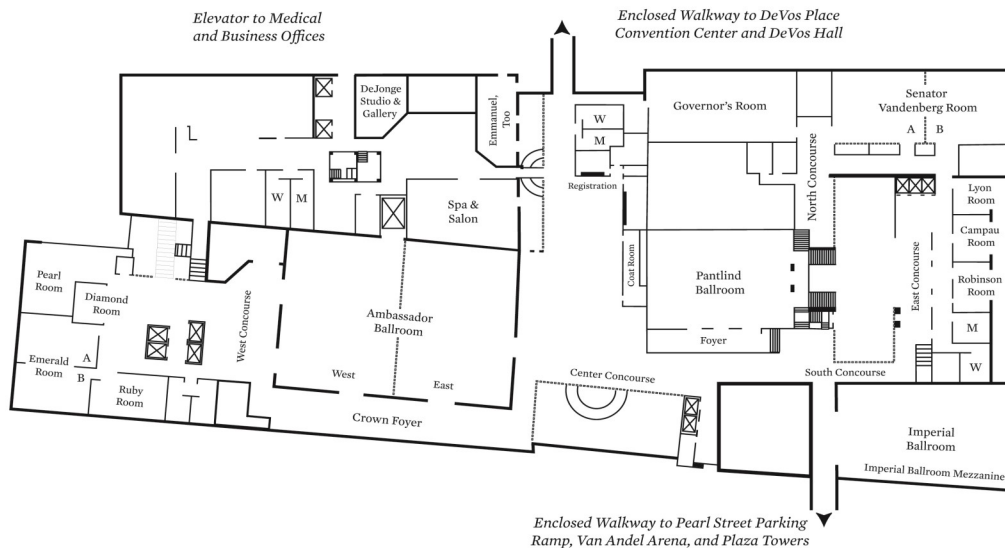 Elevator to Medical
and Business Offices
Enclosed Walkway to DeVos Place
Convention Center and DeVos Hall
DeJonge
Studio &
Gallery
Emmanuel,
Too
W
M
Registration
Governor's Room
Senator
Vandenberg Room
A B
North Concourse
W M
Spa &
Salon
Lyon
Room
Campau
Room
Robinson
Room
M
W
East Concourse
Coat Room
Pantlind
Ballroom
Foyer
South Concourse
Pearl
Room
Diamond
Room
Emerald
Room
A
B
Ruby
Room
West Concourse
Ambassador
Ballroom
West
East
Crown Foyer
Center Concourse
Imperial
Ballroom
Imperial Ballroom Mezzanine
Enclosed Walkway to Pearl Street Parking
Ramp, Van Andel Arena, and Plaza Towers